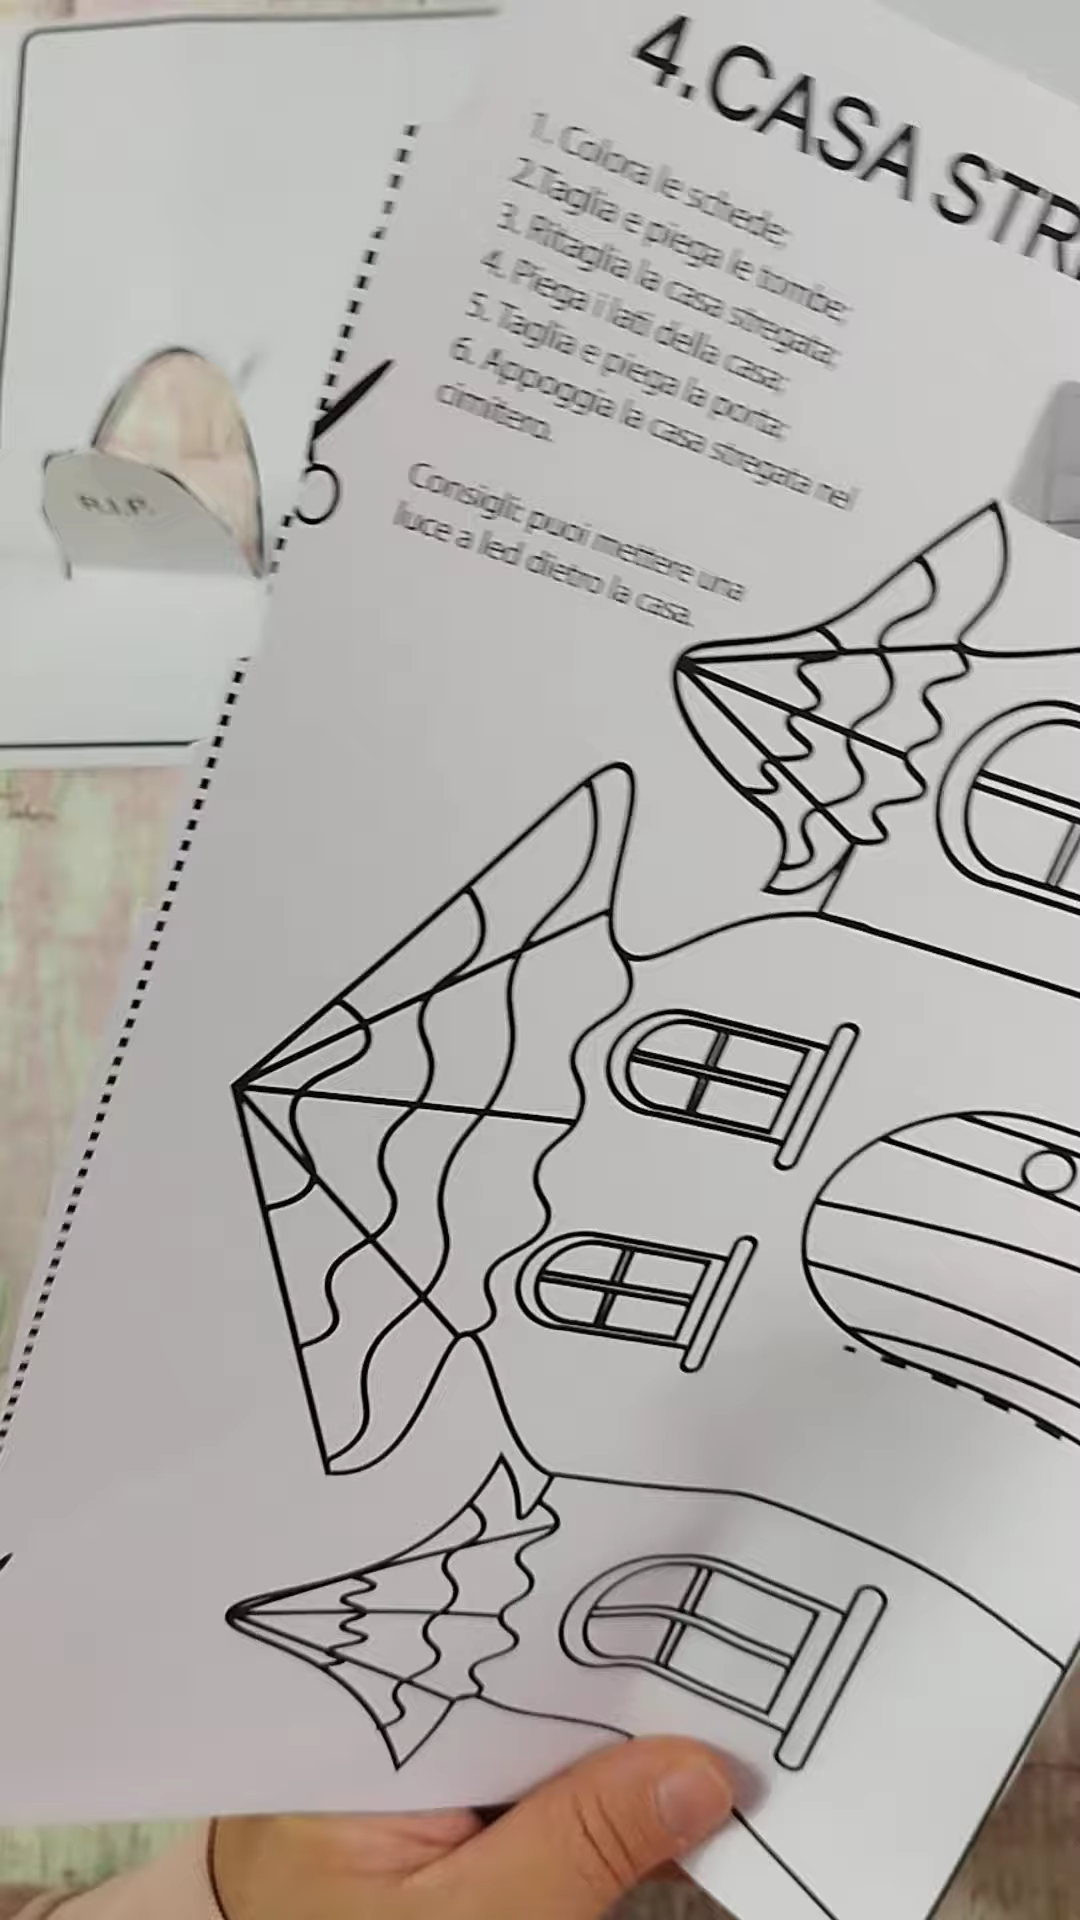 4. CASA STR
1. Colora le schede;
2. Taglia e piega le tombe;
3. Ritaglia la casa stregata;
4. Piega i lati della casa;
5. Taglia e piega la porta;
6. Appoggia la casa stregata nel
cimitero.
Consigli: puoi mettere una
luce a led dietro la casa.
R.I.P.